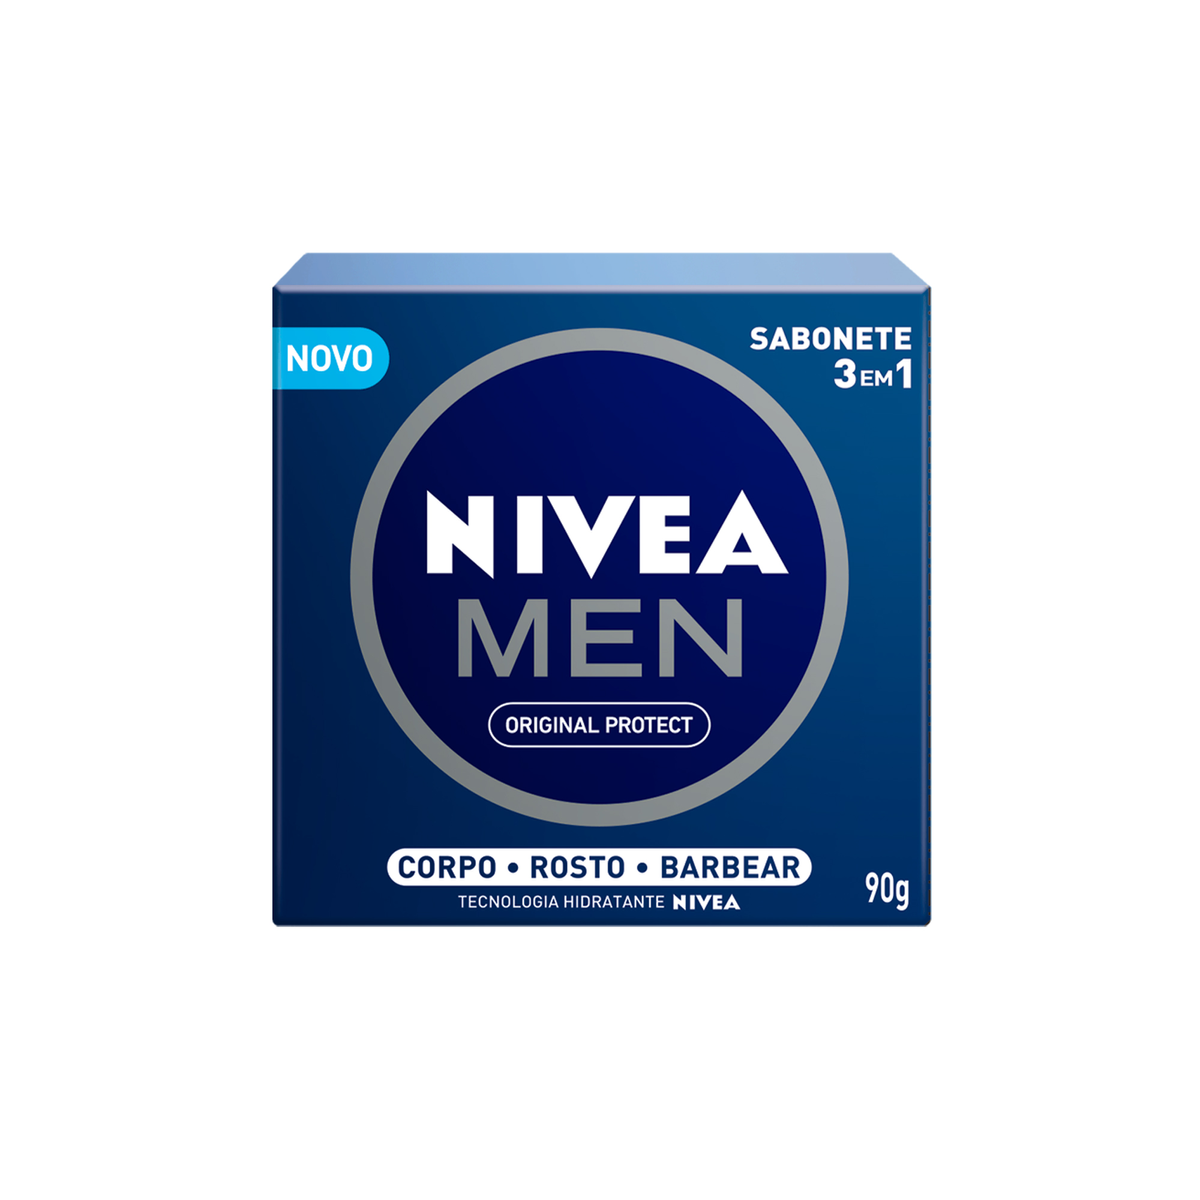 NOVO
SABONETE
3 EM 1
NIVEA
MEN
ORIGINAL PROTECT
CORPO • ROSTO • BARBEAR
TECNOLOGIA HIDRATANTE NIVEA
90g